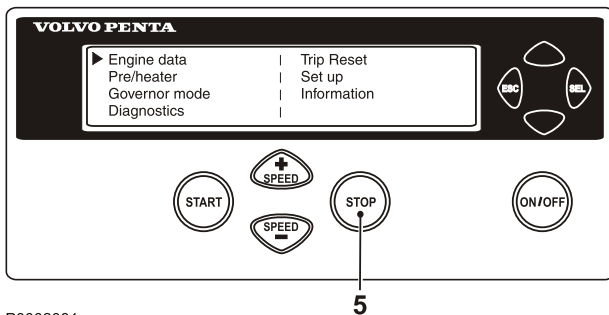 VOLVO PENTA
Engine data | Trip Reset
Pre/heater | Set up
Governor mode | Information
Diagnostics |
ESC SEL
+
SPEED
START STOP ON/OFF
SPEED
−
5